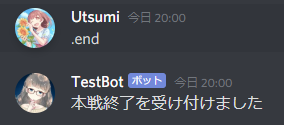 Utsumi 今日 20:00
.end
TestBot ボット 今日 20:00
本戦終了を受け付けました